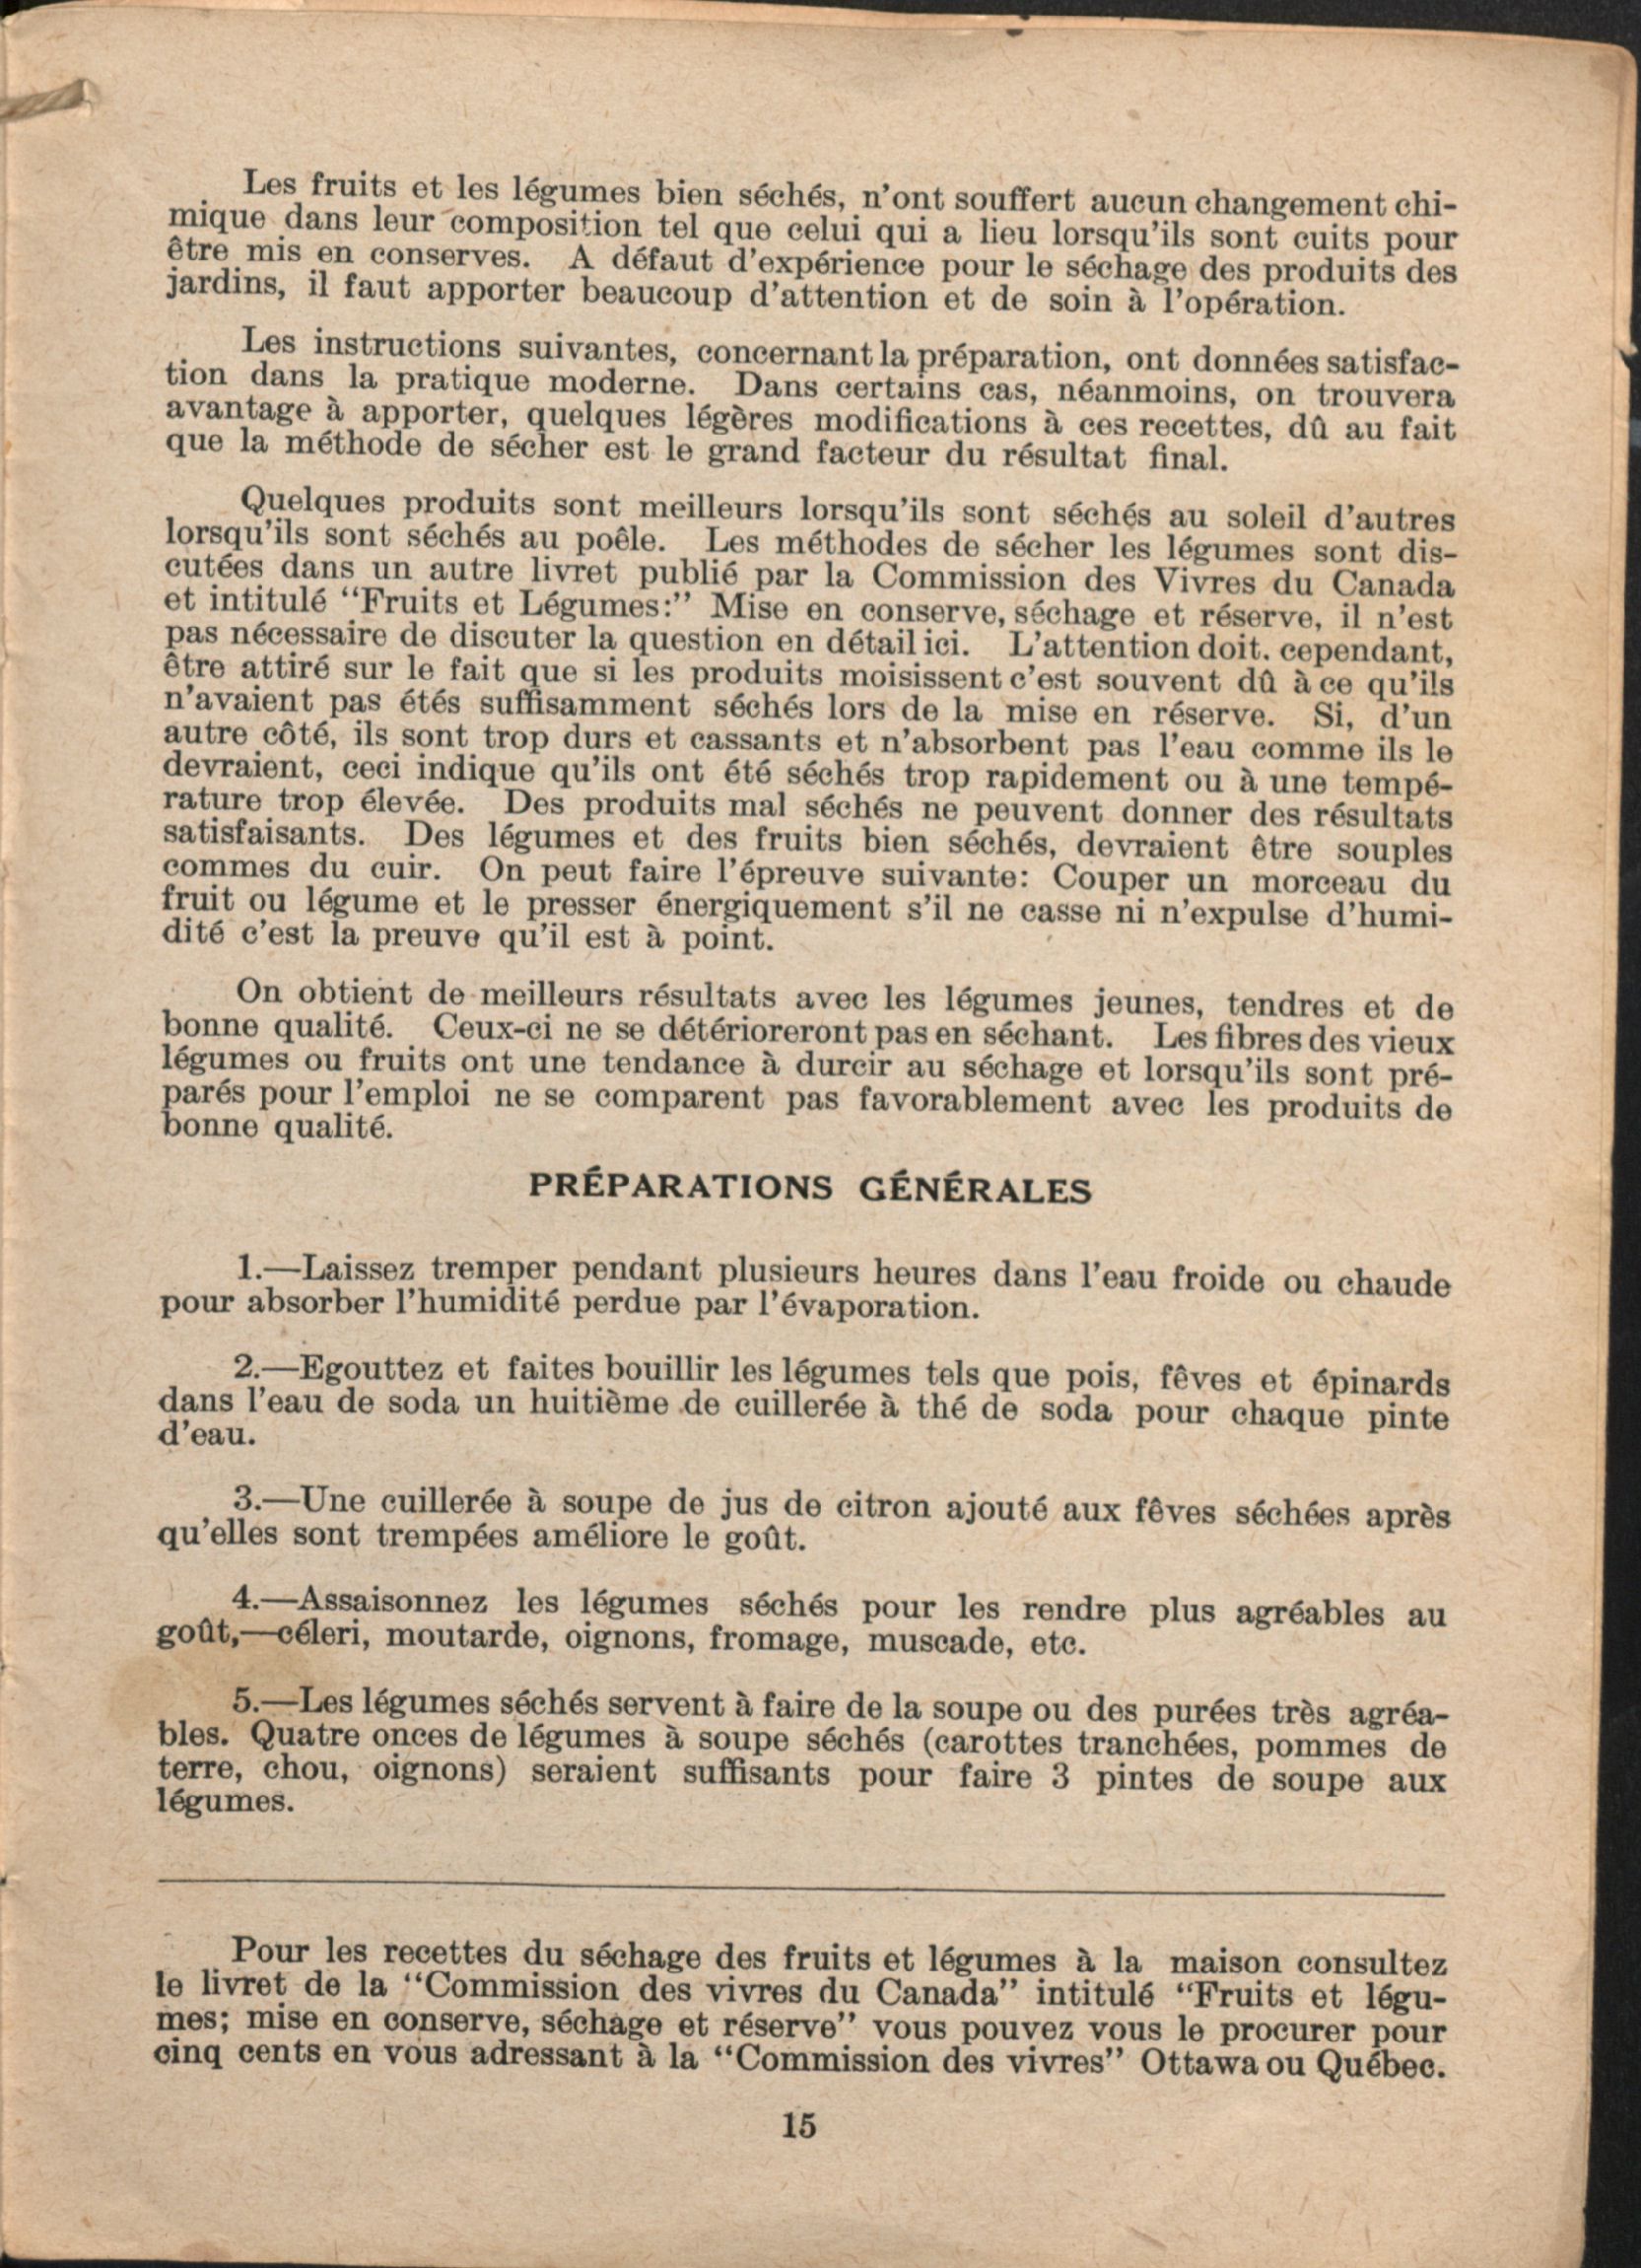 Les fruits et les légumes bien séchés, n'ont souffert aucun changement chi-
mique dans leur composition tel que celui qui a lieu lorsqu'ils sont cuits pour
être mis en conserves. A défaut d'expérience pour le séchage des produits des
jardins, il faut apporter beaucoup d'attention et de soin à l'opération.
Les instructions suivantes, concernant la préparation, ont données satisfac-
tion dans la pratique moderne. Dans certains cas, néanmoins, on trouvera
avantage à apporter, quelques légères modifications à ces recettes, dû au fait
que la méthode de sécher est le grand facteur du résultat final.
Quelques produits sont meilleurs lorsqu'ils sont séchés au soleil d'autres
lorsqu'ils sont séchés au poêle. Les méthodes de sécher les légumes sont dis-
cutées dans un autre livret publié par la Commission des Vivres du Canada
et intitulé "Fruits et Légumes:" Mise en conserve, séchage et réserve, il n'est
pas nécessaire de discuter la question en détail ici. L'attention doit. cependant,
être attiré sur le fait que si les produits moisissent c'est souvent dû à ce qu'ils
n'avaient pas étés suffisamment séchés lors de la mise en réserve. Si, d'un
autre côté, ils sont trop durs et cassants et n'absorbent pas l'eau comme ils le
devraient, ceci indique qu'ils ont été séchés trop rapidement ou à une tempé-
rature trop élevée. Des produits mal séchés ne peuvent donner des résultats
satisfaisants. Des légumes et des fruits bien séchés, devraient être souples
commes du cuir. On peut faire l'épreuve suivante: Couper un morceau du
fruit ou légume et le presser énergiquement s'il ne casse ni n'expulse d'humi-
dité c'est la preuve qu'il est à point.
On obtient de meilleurs résultats avec les légumes jeunes, tendres et de
bonne qualité. Ceux-ci ne se détérioreront pas en séchant. Les fibres des vieux
légumes ou fruits ont une tendance à durcir au séchage et lorsqu'ils sont pré-
parés pour l'emploi ne se comparent pas favorablement avec les produits de
bonne qualité.
PRÉPARATIONS GÉNÉRALES
1.—Laissez tremper pendant plusieurs heures dans l'eau froide ou chaude
pour absorber l'humidité perdue par l'évaporation.
2.—Egouttez et faites bouillir les légumes tels que pois, fêves et épinards
dans l'eau de soda un huitième de cuillerée à thé de soda pour chaque pinte
d'eau.
3.—Une cuillerée à soupe de jus de citron ajouté aux fêves séchées après
qu'elles sont trempées améliore le goût.
4.—Assaisonnez les légumes séchés pour les rendre plus agréables au
goût,—céleri, moutarde, oignons, fromage, muscade, etc.
5.—Les légumes séchés servent à faire de la soupe ou des purées très agréa-
bles. Quatre onces de légumes à soupe séchés (carottes tranchées, pommes de
terre, chou, oignons) seraient suffisants pour faire 3 pintes de soupe aux
légumes.
Pour les recettes du séchage des fruits et légumes à la maison consultez
le livret de la "Commission des vivres du Canada" intitulé "Fruits et légu-
mes; mise en conserve, séchage et réserve" vous pouvez vous le procurer pour
cinq cents en vous adressant à la "Commission des vivres" Ottawa ou Québec.
15